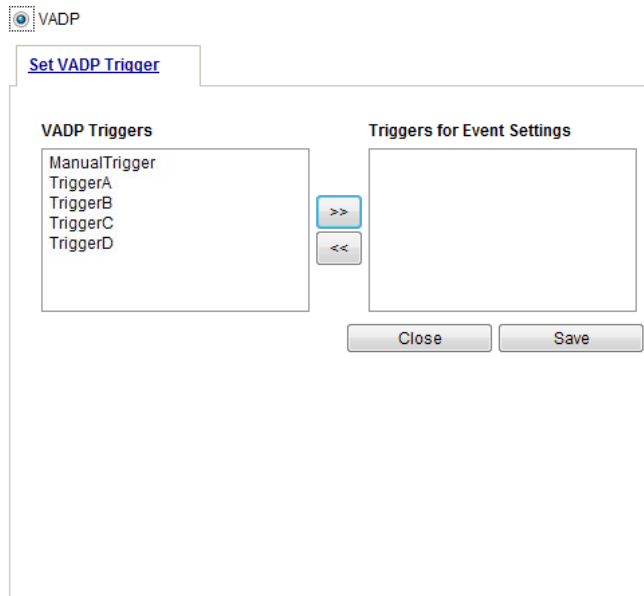 VADP
Set VADP Trigger
VADP Triggers
Triggers for Event Settings
ManualTrigger
TriggerA
TriggerB
TriggerC
TriggerD
>>
<<
Close
Save